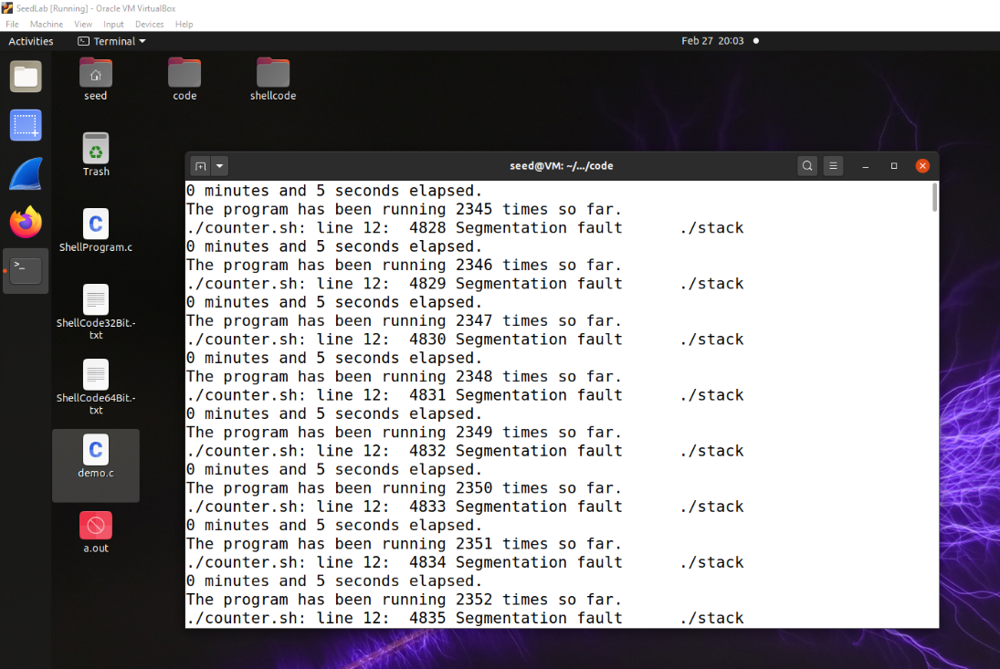 SeedLab [Running] - Oracle VM VirtualBox
File Machine View Input Devices Help
Activities Terminal Feb 27 20:03
seed code shellcode
Trash
ShellProgram.c
ShellCode32Bit.-
txt
ShellCode64Bit.-
txt
demo.c
a.out
seed@VM: ~/.../code
0 minutes and 5 seconds elapsed.
The program has been running 2345 times so far.
./counter.sh: line 12:  4828 Segmentation fault      ./stack
0 minutes and 5 seconds elapsed.
The program has been running 2346 times so far.
./counter.sh: line 12:  4829 Segmentation fault      ./stack
0 minutes and 5 seconds elapsed.
The program has been running 2347 times so far.
./counter.sh: line 12:  4830 Segmentation fault      ./stack
0 minutes and 5 seconds elapsed.
The program has been running 2348 times so far.
./counter.sh: line 12:  4831 Segmentation fault      ./stack
0 minutes and 5 seconds elapsed.
The program has been running 2349 times so far.
./counter.sh: line 12:  4832 Segmentation fault      ./stack
0 minutes and 5 seconds elapsed.
The program has been running 2350 times so far.
./counter.sh: line 12:  4833 Segmentation fault      ./stack
0 minutes and 5 seconds elapsed.
The program has been running 2351 times so far.
./counter.sh: line 12:  4834 Segmentation fault      ./stack
0 minutes and 5 seconds elapsed.
The program has been running 2352 times so far.
./counter.sh: line 12:  4835 Segmentation fault      ./stack